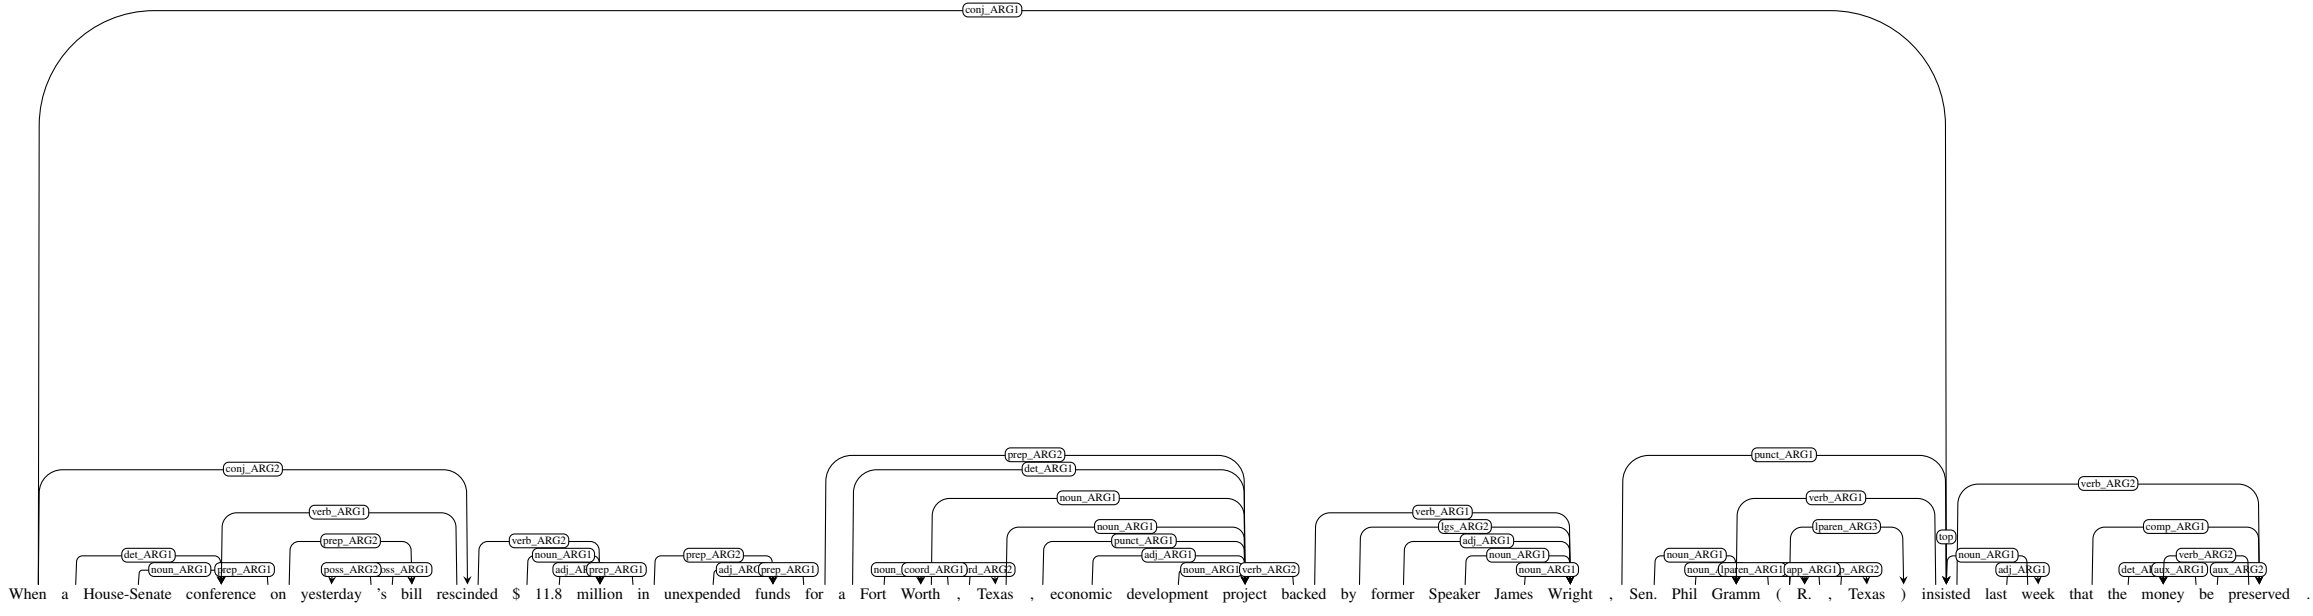 conj_ARG1
prep_ARG2 punct_ARG1
conj_ARG2 det_ARG1
verb_ARG2
noun_ARG1 verb_ARG1
verb_ARG1 verb_ARG1
noun_ARG1 lgs_ARG2 lparen_ARG3 comp_ARG1
top
prep_ARG2 verb_ARG2 punct_ARG1 adj_ARG1
det_ARG1 noun_ARG1 prep_ARG2 adj_ARG1 noun_ARG1 noun_ARG1 noun_ARG1 verb_ARG2
noun_ARG1 prep_ARG1 poss_ARG2 prep_ARG1 prep_ARG1 coord_ARG1 noun_ARG1 verb_ARG2 noun_ARG1 lparen_ARG1 app_ARG1 adj_ARG1 aux_ARG1 aux_ARG2
When a House-Senate conference on yesterday 's bill rescinded $ 11.8 million in unexpended funds for a Fort Worth , Texas , economic development project backed by former Speaker James Wright , Sen. Phil Gramm ( R. , Texas ) insisted last week that the money be preserved .